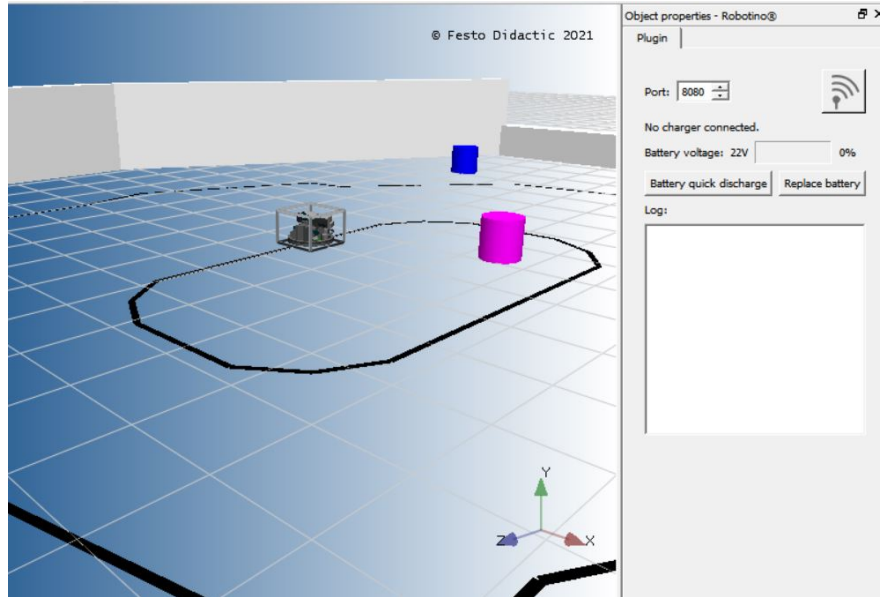 © Festo Didactic 2021
Object properties - Robotino®
Plugin
Port: 8080
No charger connected.
Battery voltage: 22V 0%
Battery quick discharge Replace battery
Log:
Y
Z X